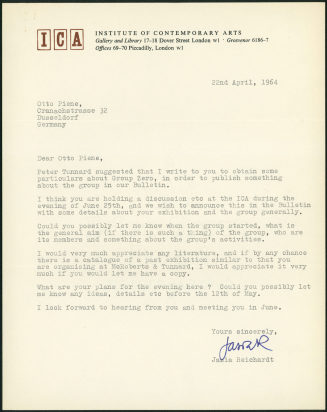 ICA
INSTITUTE OF CONTEMPORARY ARTS
Gallery and Library 17-18 Dover Street London W1 · Grosvenor 6186-7
Offices 69-70 Piccadilly, London W1
22nd April, 1964
Otto Piene,
Cranachstrasse 32
Dusseldorf
Germany
Dear Otto Piene,
Peter Tunnard suggested that I write to you to obtain some
particulars about Group Zero, in order to publish something
about the group in our Bulletin.
I think you are holding a discussion etc at the ICA during the
evening of June 25th, and we wish to announce this in the Bulletin
with some details about your exhibition and the group generally.
Could you possibly let me know when the group started, what is
the general aim (if there is such a thing) of the group, who are
its members and something about the group's activities.
I would very much appreciate any literature, and if by any chance
there is a catalogue of a past exhibition similar to that you
are organising at McRoberts & Tunnard, I would appreciate it very
much if you would let me have a copy.
What are your plans for the evening here ? Could you possibly let
me know any ideas, details etc before the 12th of May.
I look forward to hearing from you and meeting you in June.
Yours sincerely,
Jasia R
Jasia Reichardt